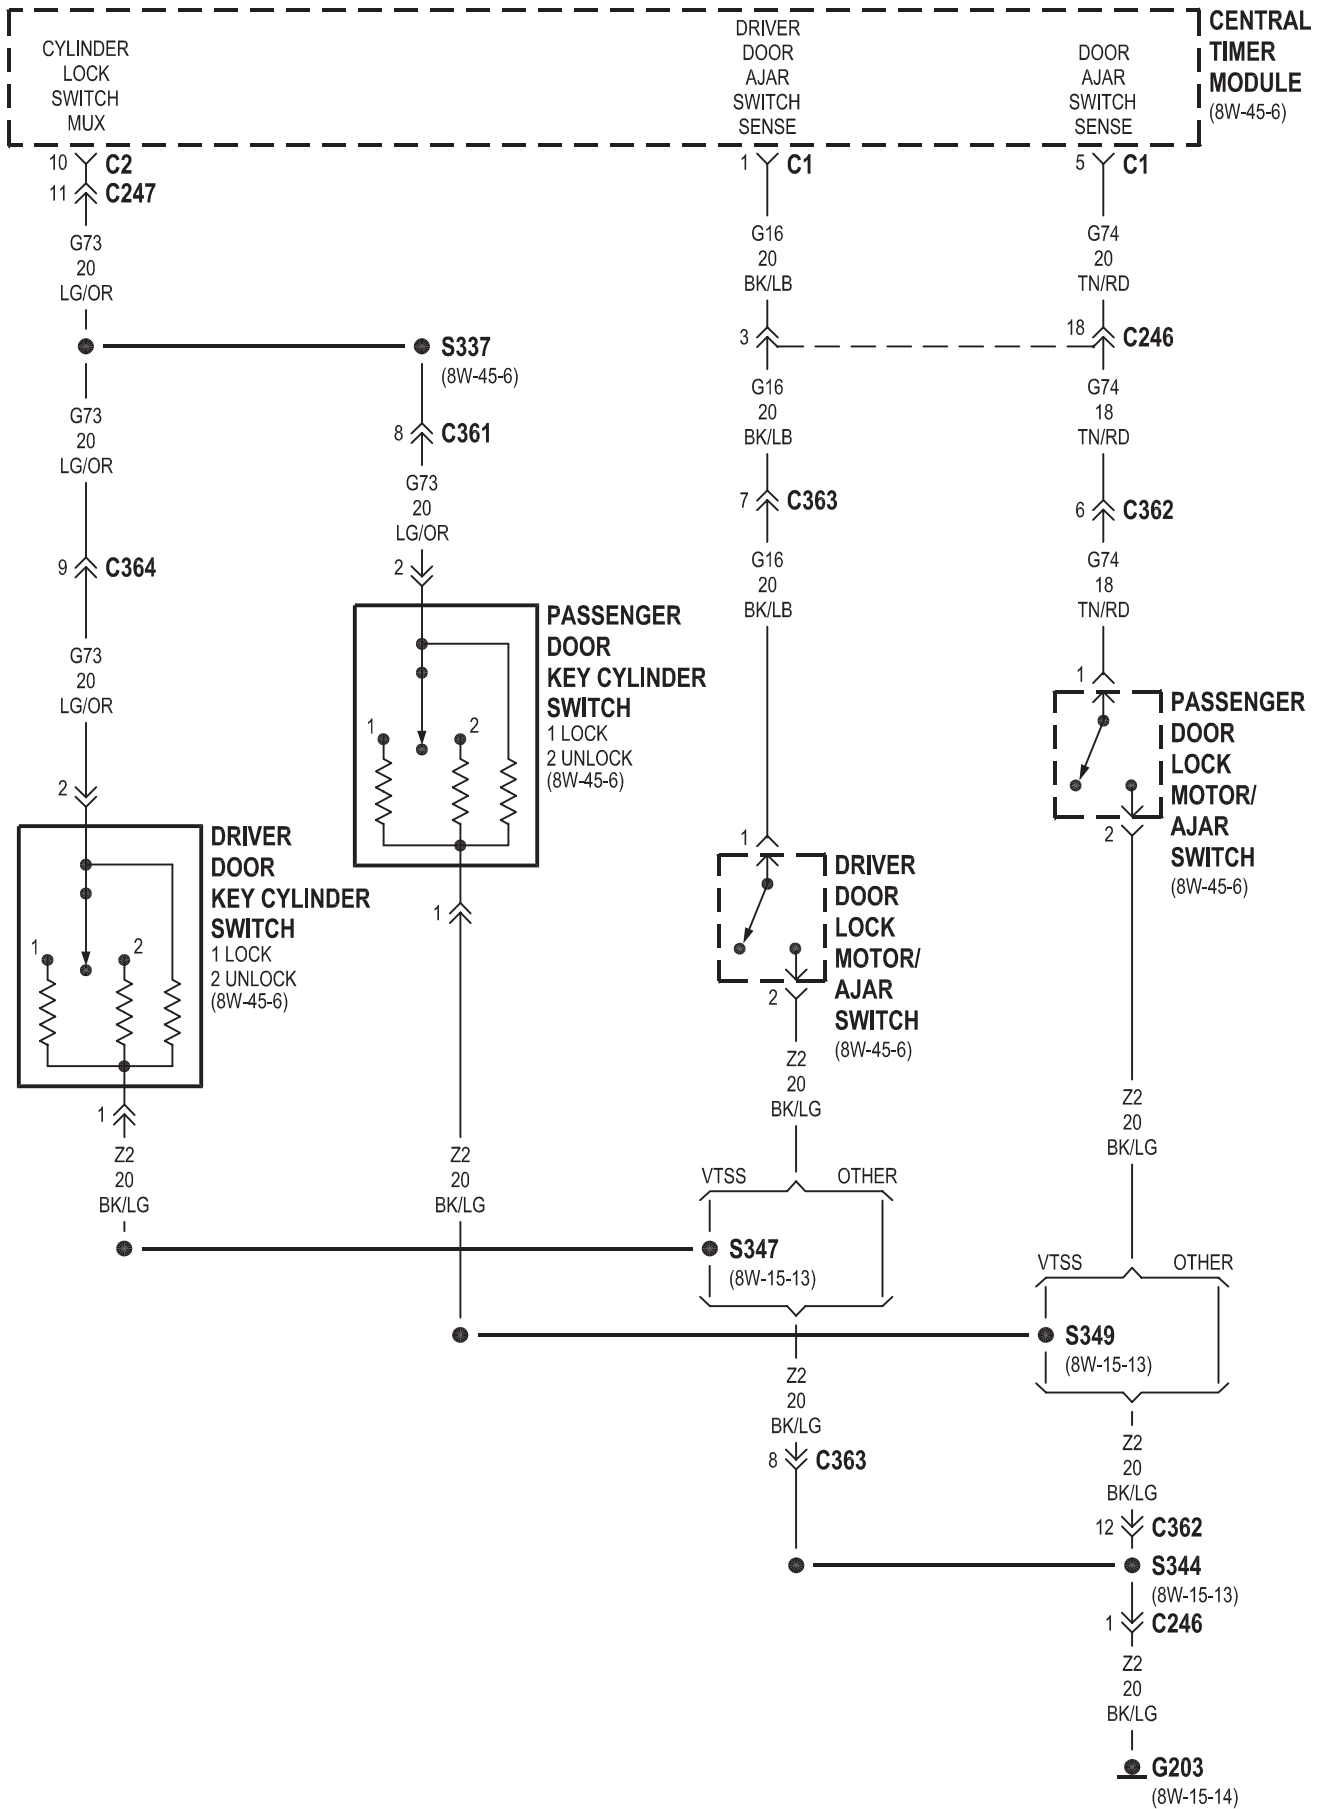 CENTRAL
TIMER
MODULE
(8W-45-6)
CYLINDER
LOCK
SWITCH
MUX
DRIVER
DOOR
AJAR
SWITCH
SENSE
DOOR
AJAR
SWITCH
SENSE
10 C2
11 C247
1 C1
5 C1
G73
20
LG/OR
G16
20
BK/LB
G74
20
TN/RD
S337
(8W-45-6)
3
18 C246
G73
20
LG/OR
8 C361
G73
20
LG/OR
G16
20
BK/LB
G74
18
TN/RD
7 C363
6 C362
9 C364
2
G16
20
BK/LB
G74
18
TN/RD
G73
20
LG/OR
PASSENGER
DOOR
KEY CYLINDER
SWITCH
1 LOCK
2 UNLOCK
(8W-45-6)
1
2
1
PASSENGER
DOOR
LOCK
MOTOR/
AJAR
SWITCH
(8W-45-6)
2
2
DRIVER
DOOR
KEY CYLINDER
SWITCH
1 LOCK
2 UNLOCK
(8W-45-6)
1
2
1
1
DRIVER
DOOR
LOCK
MOTOR/
AJAR
SWITCH
(8W-45-6)
2
1
Z2
20
BK/LG
Z2
20
BK/LG
Z2
20
BK/LG
Z2
20
BK/LG
VTSS
OTHER
S347
(8W-15-13)
VTSS
OTHER
S349
(8W-15-13)
Z2
20
BK/LG
8 C363
Z2
20
BK/LG
12 C362
S344
(8W-15-13)
1 C246
Z2
20
BK/LG
G203
(8W-15-14)